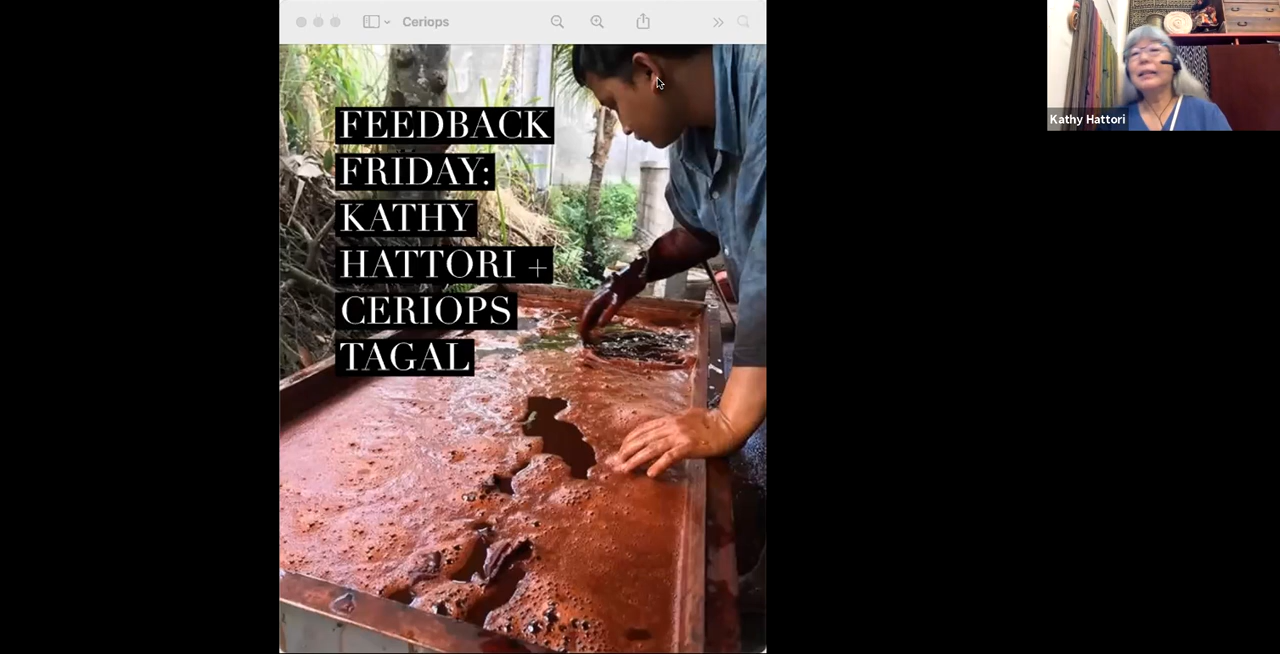 Ceriops
Kathy Hattori
FEEDBACK
FRIDAY:
KATHY
HATTORI +
CERIOPS
TAGAL